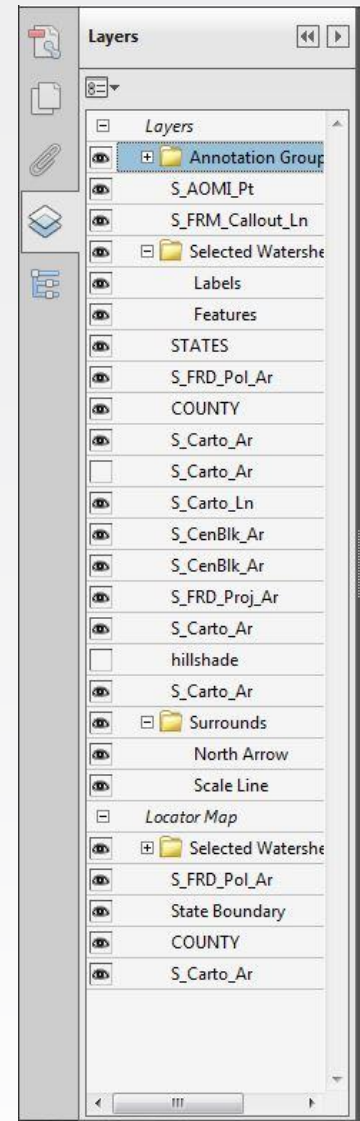 Layers
Layers
Annotation Group
S_AOMI_Pt
S_FRM_Callout_Ln
Selected Watershe
Labels
Features
STATES
S_FRD_Pol_Ar
COUNTY
S_Carto_Ar
S_Carto_Ar
S_Carto_Ln
S_CenBlk_Ar
S_CenBlk_Ar
S_FRD_Proj_Ar
S_Carto_Ar
hillshade
S_Carto_Ar
Surrounds
North Arrow
Scale Line
Locator Map
Selected Watershe
S_FRD_Pol_Ar
State Boundary
COUNTY
S_Carto_Ar